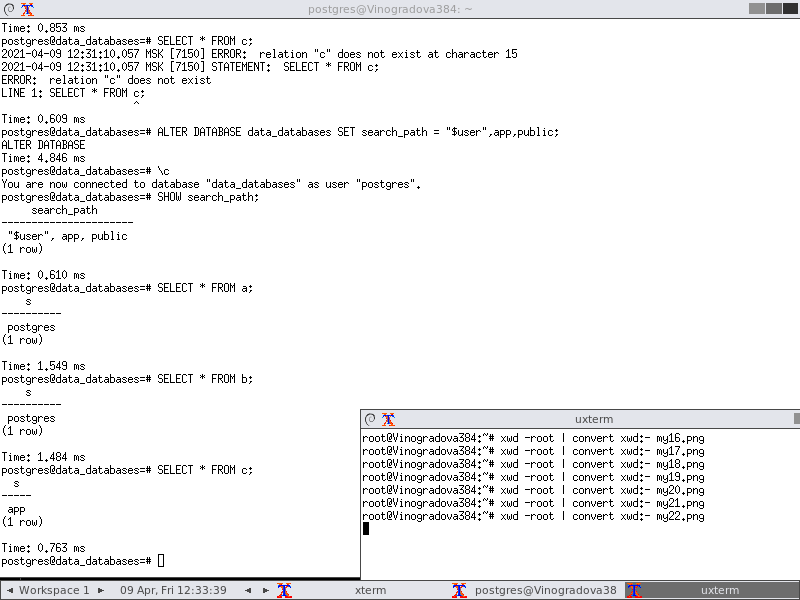 postgres@Vinogradova384: ~
Time: 0.853 ms
postgres@data_databases=# SELECT * FROM c;
2021-04-09 12:31:10.057 MSK [7150] ERROR:  relation "c" does not exist at character 15
2021-04-09 12:31:10.057 MSK [7150] STATEMENT:  SELECT * FROM c;
ERROR:  relation "c" does not exist
LINE 1: SELECT * FROM c;
                      ^
Time: 0.609 ms
postgres@data_databases=# ALTER DATABASE data_databases SET search_path = "$user",app,public;
ALTER DATABASE
Time: 4.846 ms
postgres@data_databases=# \c
You are now connected to database "data_databases" as user "postgres".
postgres@data_databases=# SHOW search_path;
     search_path
----------------------
 "$user", app, public
(1 row)
Time: 0.610 ms
postgres@data_databases=# SELECT * FROM a;
    s
----------
 postgres
(1 row)
Time: 1.549 ms
postgres@data_databases=# SELECT * FROM b;
    s
----------
 postgres
(1 row)
Time: 1.484 ms
postgres@data_databases=# SELECT * FROM c;
  s
-----
 app
(1 row)
Time: 0.763 ms
postgres@data_databases=#
uxterm
root@Vinogradova384:~# xwd -root | convert xwd:- my16.png
root@Vinogradova384:~# xwd -root | convert xwd:- my17.png
root@Vinogradova384:~# xwd -root | convert xwd:- my18.png
root@Vinogradova384:~# xwd -root | convert xwd:- my19.png
root@Vinogradova384:~# xwd -root | convert xwd:- my20.png
root@Vinogradova384:~# xwd -root | convert xwd:- my21.png
root@Vinogradova384:~# xwd -root | convert xwd:- my22.png
Workspace 1 09 Apr, Fri 12:33:39 xterm postgres@Vinogradova38 uxterm